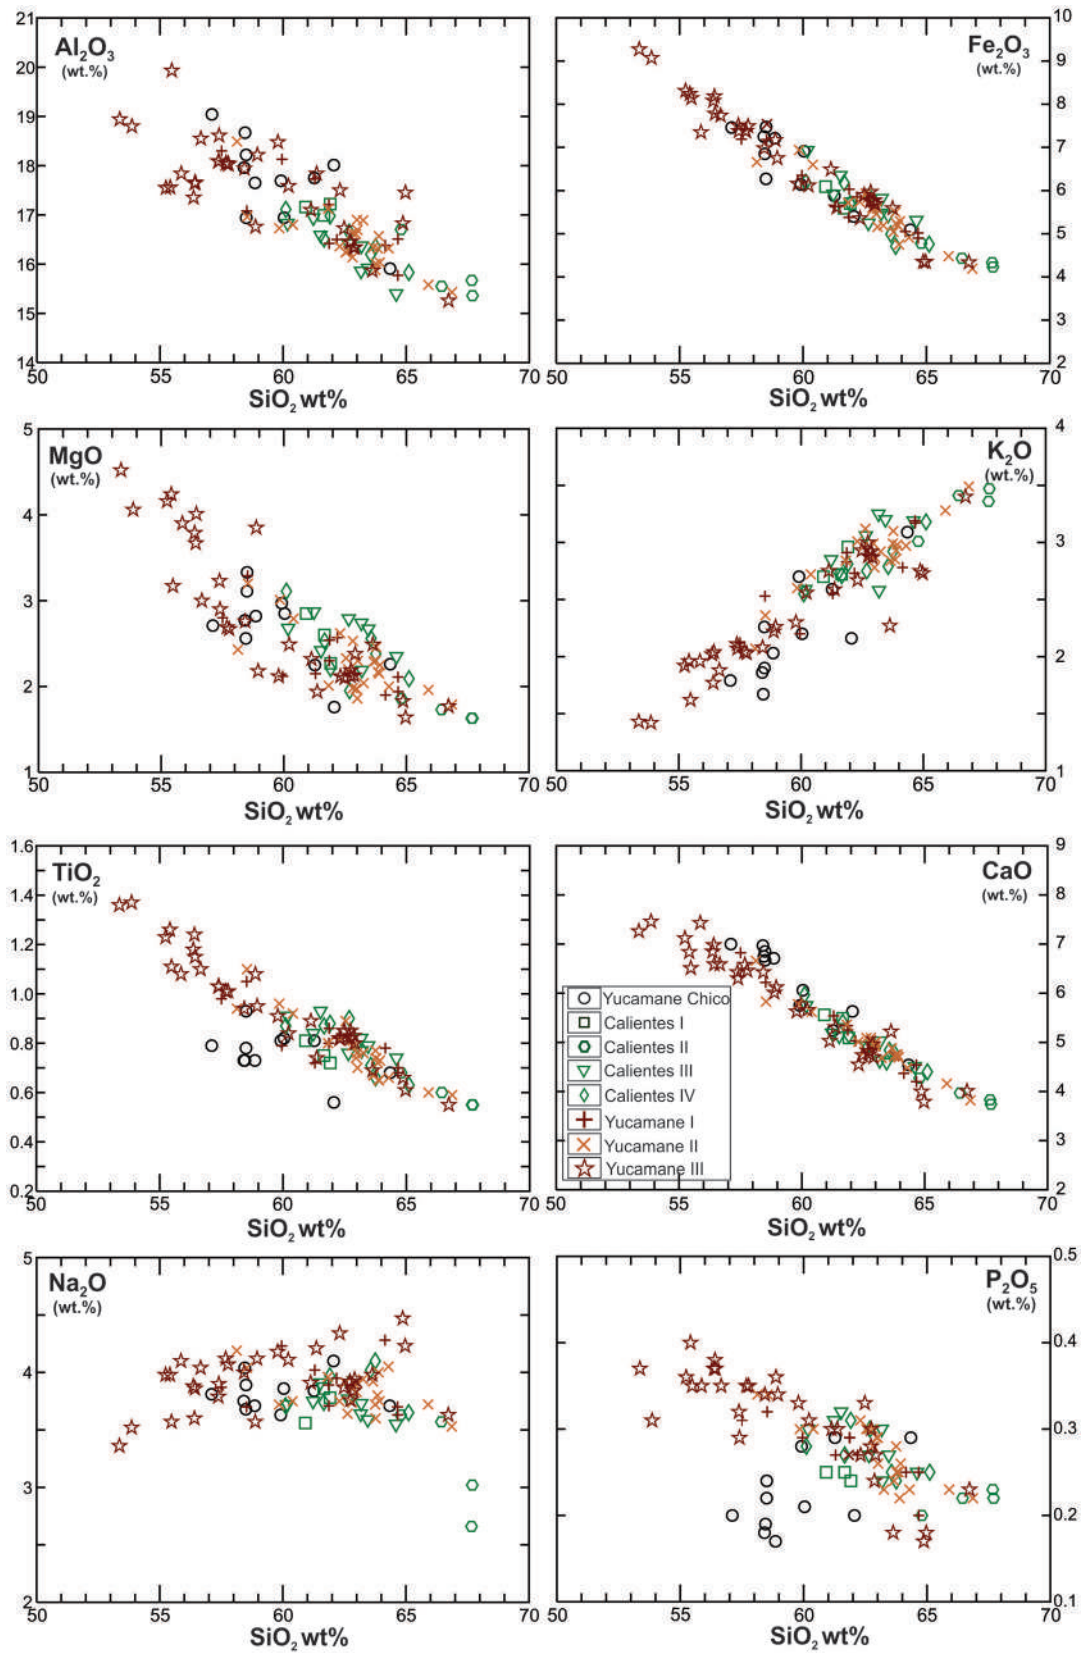 21
20
19
18
17
16
15
14
Al₂O₃
(wt.%)
50
55
60
65
70
SiO₂ wt%
10
9
8
7
6
5
4
3
2
Fe₂O₃
(wt.%)
50
55
60
65
70
SiO₂ wt%
5
4
3
2
1
MgO
(wt.%)
50
55
60
65
70
SiO₂ wt%
4
3
2
1
K₂O
(wt.%)
50
55
60
65
70
SiO₂ wt%
1.6
1.4
1.2
1.0
0.8
0.6
0.4
0.2
TiO₂
(wt.%)
50
55
60
65
70
SiO₂ wt%
9
8
7
6
5
4
3
2
CaO
(wt.%)
Yucamane Chico
Calientes I
Calientes II
Calientes III
Calientes IV
Yucamane I
Yucamane II
Yucamane III
50
55
60
65
70
SiO₂ wt%
5
4
3
2
Na₂O
(wt.%)
50
55
60
65
70
SiO₂ wt%
0.5
0.4
0.3
0.2
0.1
P₂O₅
(wt.%)
50
55
60
65
70
SiO₂ wt%